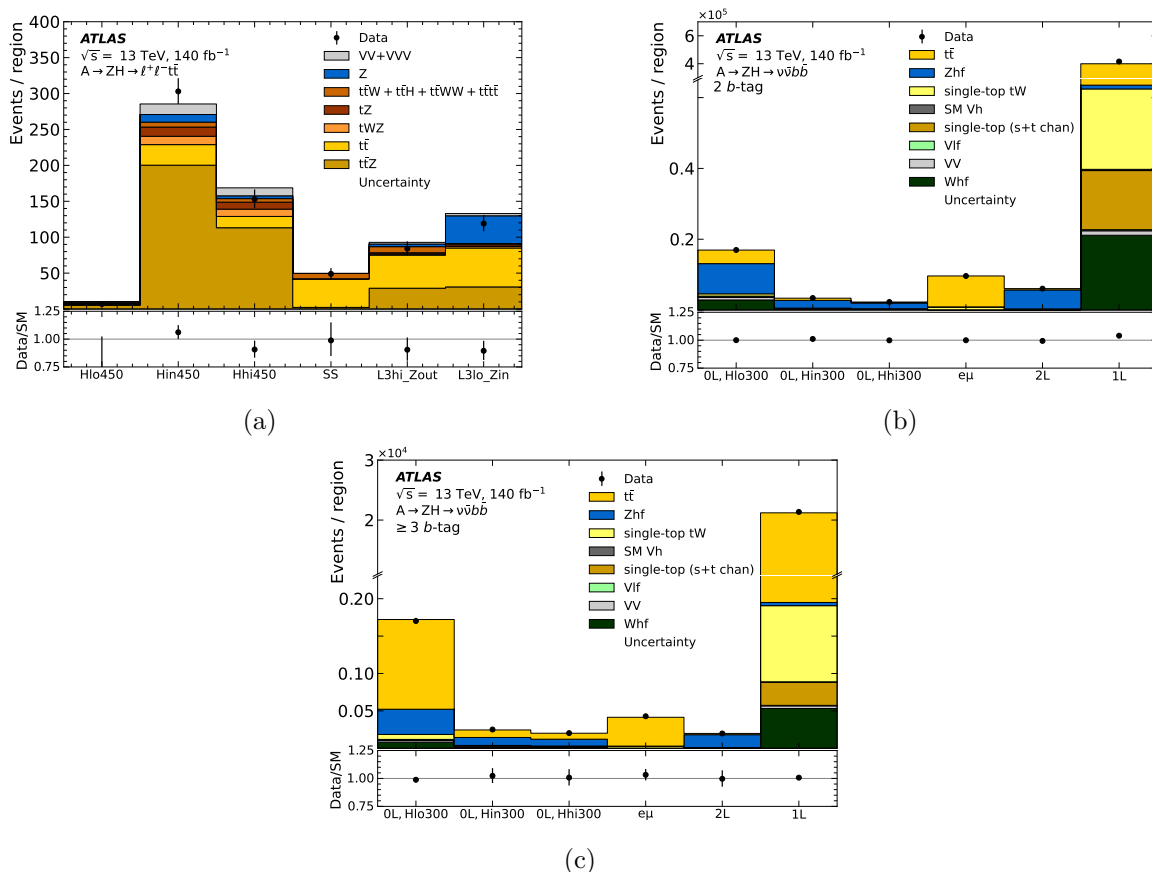 400
350
300
250
200
150
100
50
Events / region
ATLAS
√s = 13 TeV, 140 fb⁻¹
A → ZH → ℓ⁺ℓ⁻tt̄
Data
VV+VVV
Z
tt̄W + tt̄H + tt̄WW + tt̄tt̄
tZ
tWZ
tt̄
tt̄Z
Uncertainty
1.25
1.00
0.75
Data/SM
Hlo450 Hin450 Hhi450 SS L3hi_Zout L3lo_Zin
(a)
×10⁵
6
4
0.4
0.2
Events / region
ATLAS
√s = 13 TeV, 140 fb⁻¹
A → ZH → νν̄bb̄
2 b-tag
Data
tt̄
Zhf
single-top tW
SM Vh
single-top (s+t chan)
Vlf
VV
Whf
Uncertainty
1.25
1.00
0.75
Data/SM
0L, Hlo300 0L, Hin300 0L, Hhi300 eμ 2L 1L
(b)
×10⁴
3
2
0.20
0.10
0.05
Events / region
ATLAS
√s = 13 TeV, 140 fb⁻¹
A → ZH → νν̄bb̄
≥ 3 b-tag
Data
tt̄
Zhf
single-top tW
SM Vh
single-top (s+t chan)
Vlf
VV
Whf
Uncertainty
1.25
1.00
0.75
Data/SM
0L, Hlo300 0L, Hin300 0L, Hhi300 eμ 2L 1L
(c)